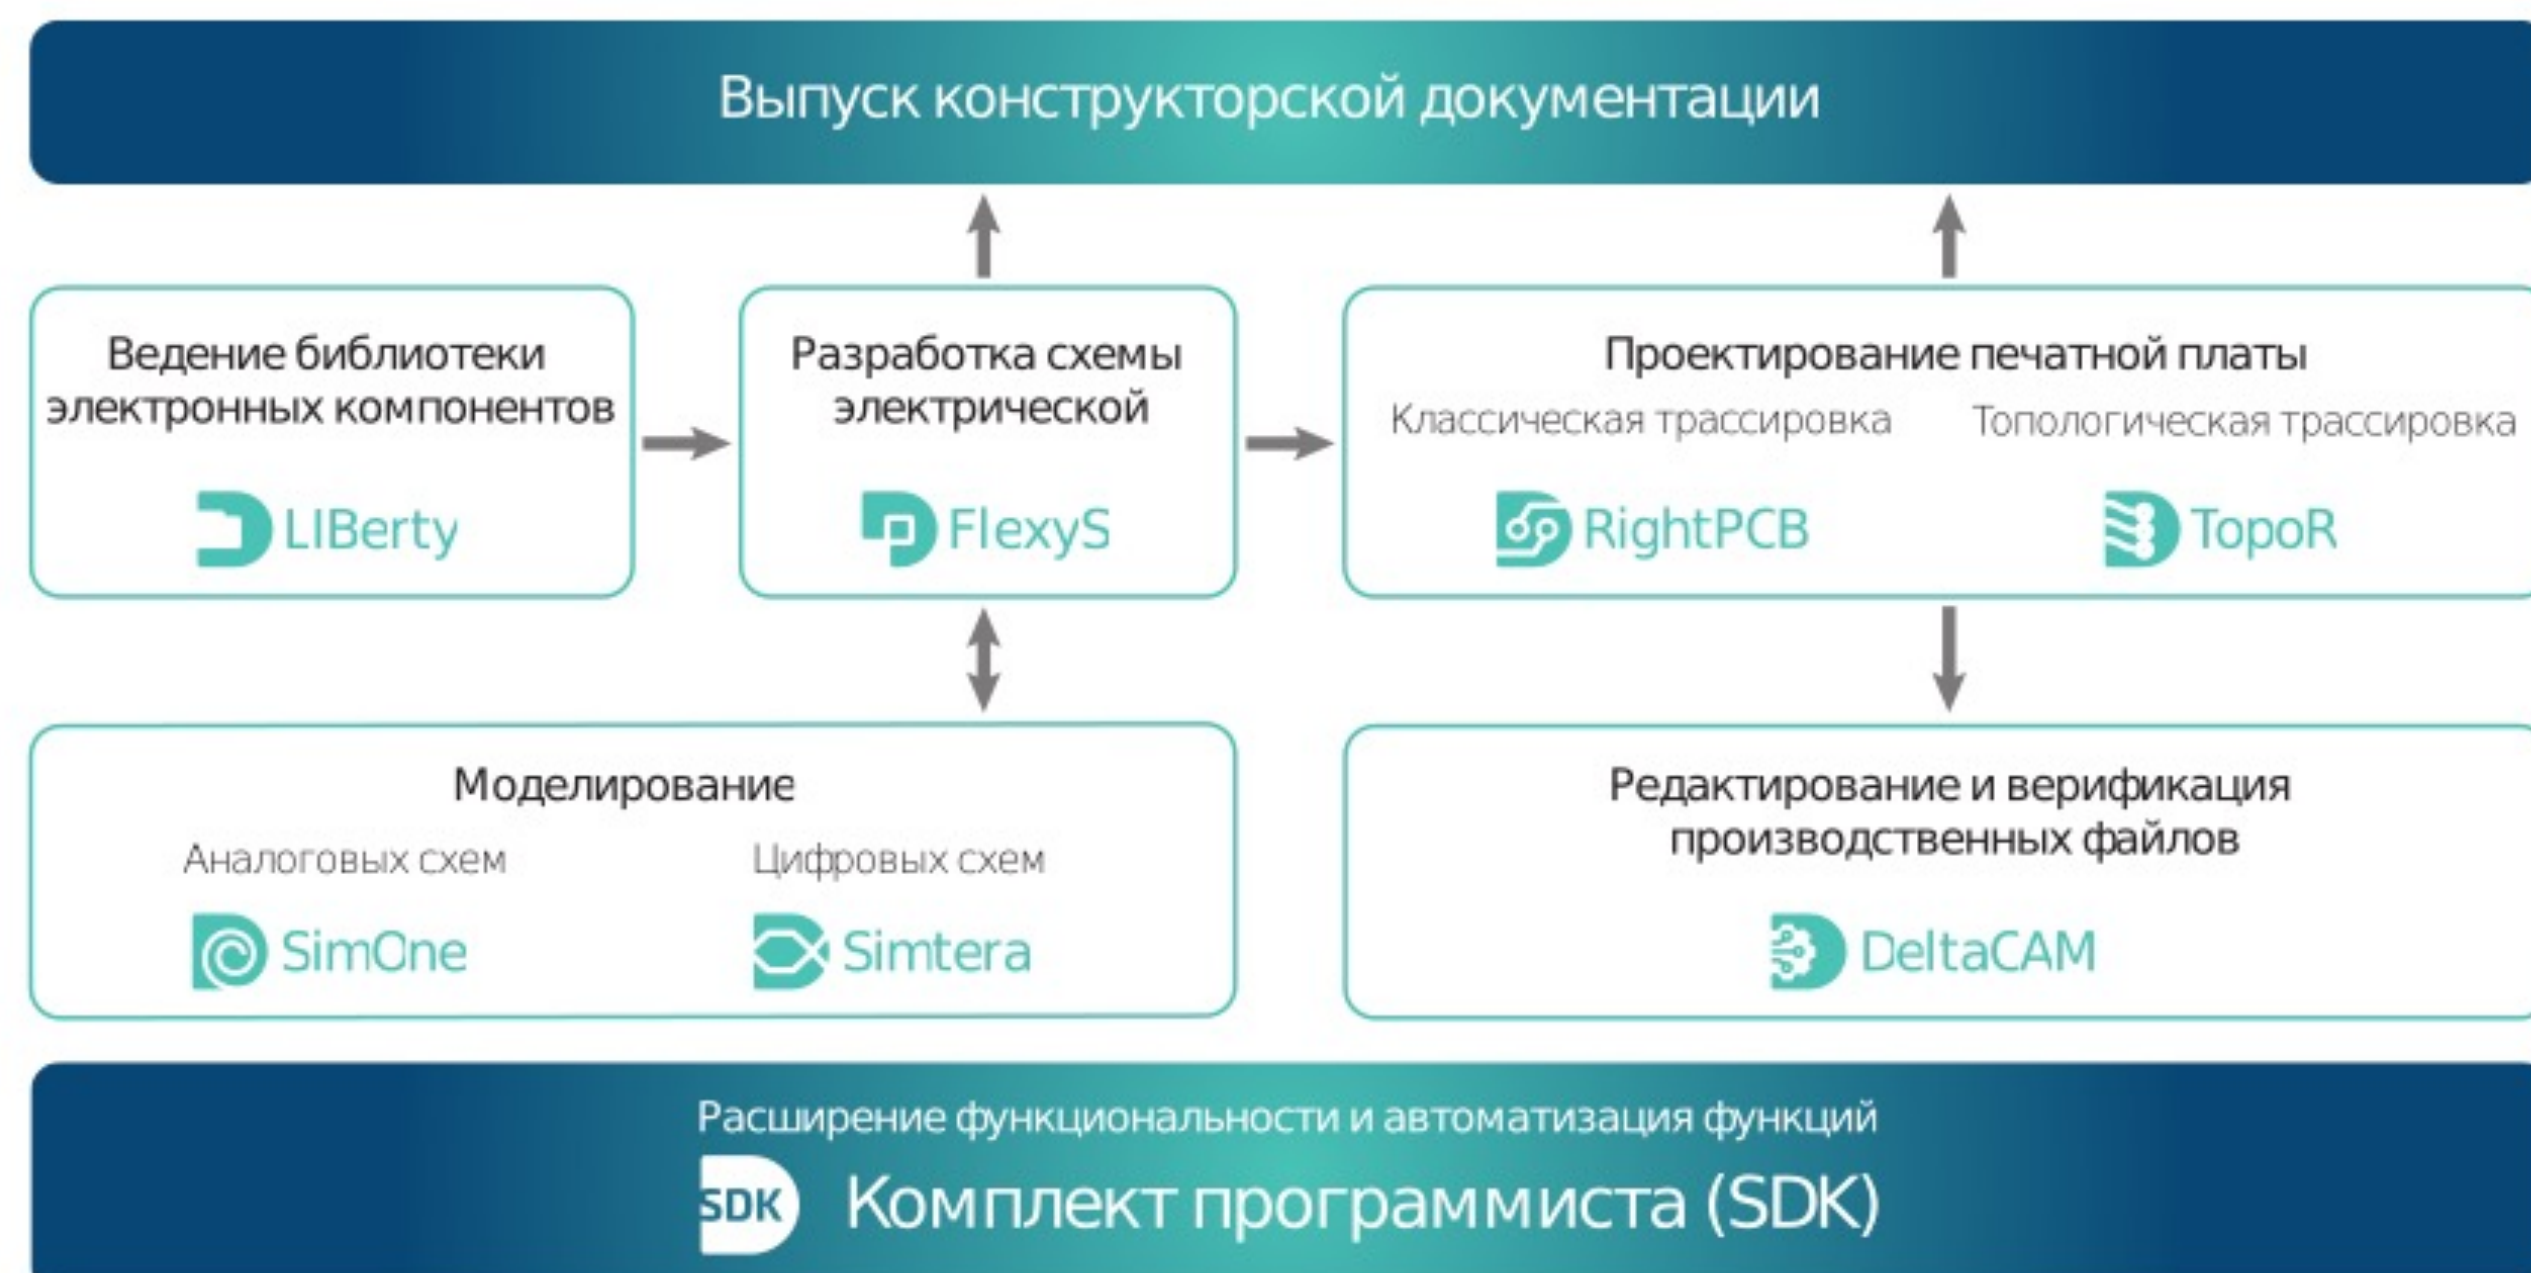 Выпуск конструкторской документации
Ведение библиотеки
электронных компонентов
LIBerty
Разработка схемы
электрической
FlexyS
Проектирование печатной платы
Классическая трассировка
RightPCB
Топологическая трассировка
TopoR
Моделирование
Аналоговых схем
SimOne
Цифровых схем
Simtera
Редактирование и верификация
производственных файлов
DeltaCAM
Расширение функциональности и автоматизация функций
SDK Комплект программиста (SDK)